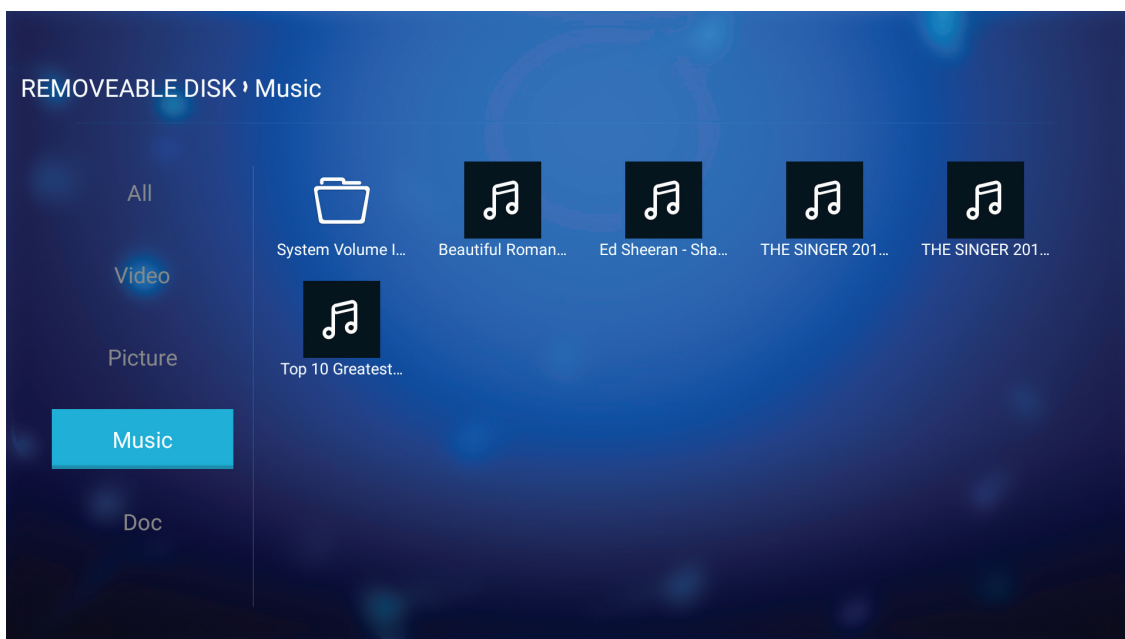 REMOVEABLE DISK Music
All
Video
Picture
Music
Doc
System Volume I...
Beautiful Roman...
Ed Sheeran - Sha...
THE SINGER 201...
THE SINGER 201...
Top 10 Greatest...